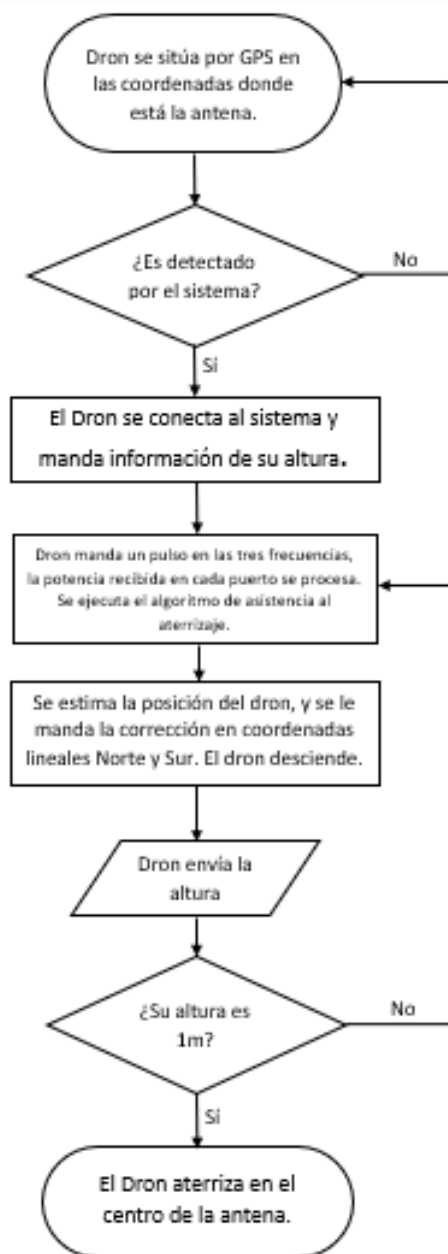 Dron se sitúa por GPS en
las coordenadas donde
está la antena.
¿Es detectado
por el sistema?
No
Sí
El Dron se conecta al sistema y
manda información de su altura.
Dron manda un pulso en las tres frecuencias,
la potencia recibida en cada puerto se procesa.
Se ejecuta el algoritmo de asistencia al
aterrizaje.
Se estima la posición del dron, y se le
manda la corrección en coordenadas
lineales Norte y Sur. El dron desciende.
Dron envía la
altura
¿Su altura es
1m?
No
Sí
El Dron aterriza en el
centro de la antena.